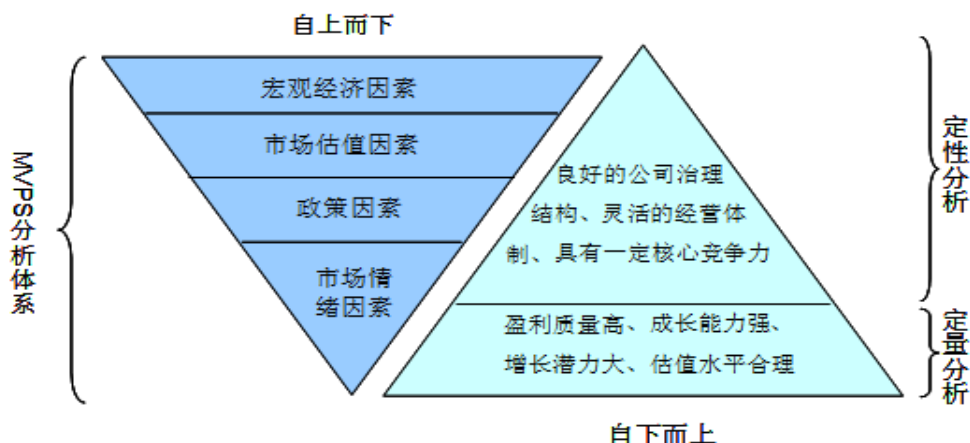 自上而下
MVPS分析体系
宏观经济因素
市场估值因素
政策因素
市场情
绪因素
良好的公司治理
结构、灵活的经营体
制、具有一定核心竞争力
盈利质量高、成长能力强、
增长潜力大、估值水平合理
定性分析
定量分析
自下而上